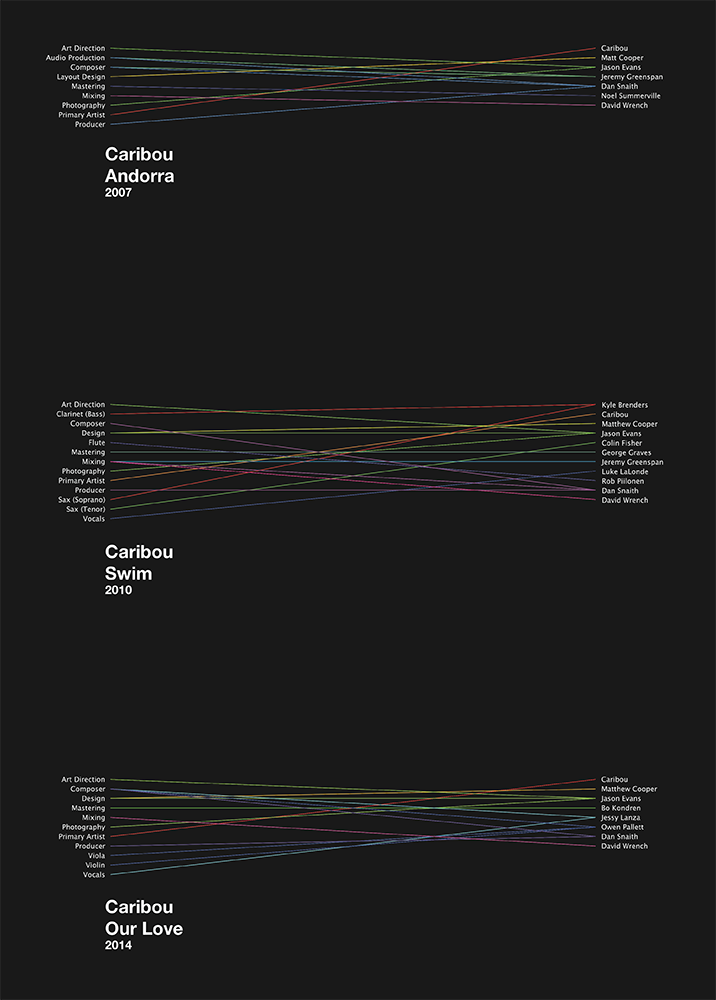 Art Direction
Audio Production
Composer
Layout Design
Mastering
Mixing
Photography
Primary Artist
Producer
Caribou
Matt Cooper
Jason Evans
Jeremy Greenspan
Dan Snaith
Noel Summerville
David Wrench
Caribou
Andorra
2007
Art Direction
Clarinet (Bass)
Composer
Design
Flute
Mastering
Mixing
Photography
Primary Artist
Producer
Sax (Soprano)
Sax (Tenor)
Vocals
Kyle Brenders
Caribou
Matthew Cooper
Jason Evans
Colin Fisher
George Graves
Jeremy Greenspan
Luke LaLonde
Rob Piilonen
Dan Snaith
David Wrench
Caribou
Swim
2010
Art Direction
Composer
Design
Mastering
Mixing
Photography
Primary Artist
Producer
Viola
Violin
Vocals
Caribou
Matthew Cooper
Jason Evans
Bo Kondren
Jessy Lanza
Owen Pallett
Dan Snaith
David Wrench
Caribou
Our Love
2014